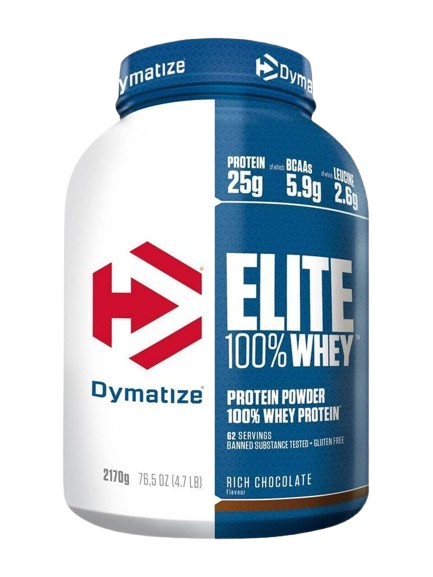 Dymatize
Dyma
PROTEIN of which BCAAs of which LEUCINE
25g 5.9g 2.6g
ELITE
100% WHEY™
PROTEIN POWDER
100% WHEY PROTEIN*
62 SERVINGS
BANNED SUBSTANCE TESTED • GLUTEN FREE
Dymatize®
2170g 76.5 OZ (4.7 LB)
RICH CHOCOLATE
Flavour